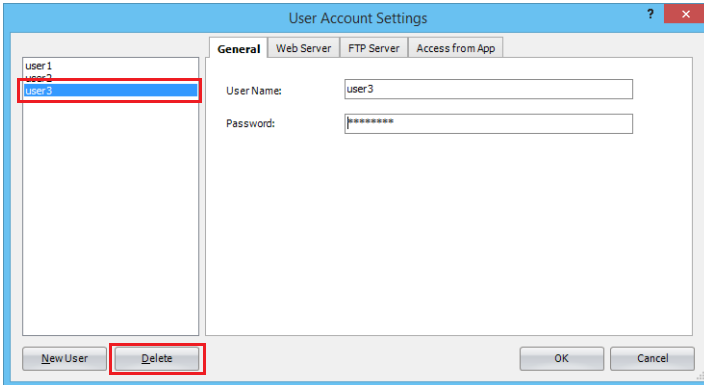 User Account Settings
?
General Web Server FTP Server Access from App
user1
user2
user3
User Name: user3
Password: ********
New User Delete OK Cancel